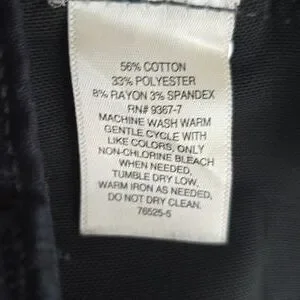 56% COTTON
33% POLYESTER
8% RAYON 3% SPANDEX
RN# 9367-7
MACHINE WASH WARM
GENTLE CYCLE WITH
LIKE COLORS, ONLY
NON-CHLORINE BLEACH
WHEN NEEDED,
TUMBLE DRY LOW,
WARM IRON AS NEEDED,
DO NOT DRY CLEAN.
76525-5